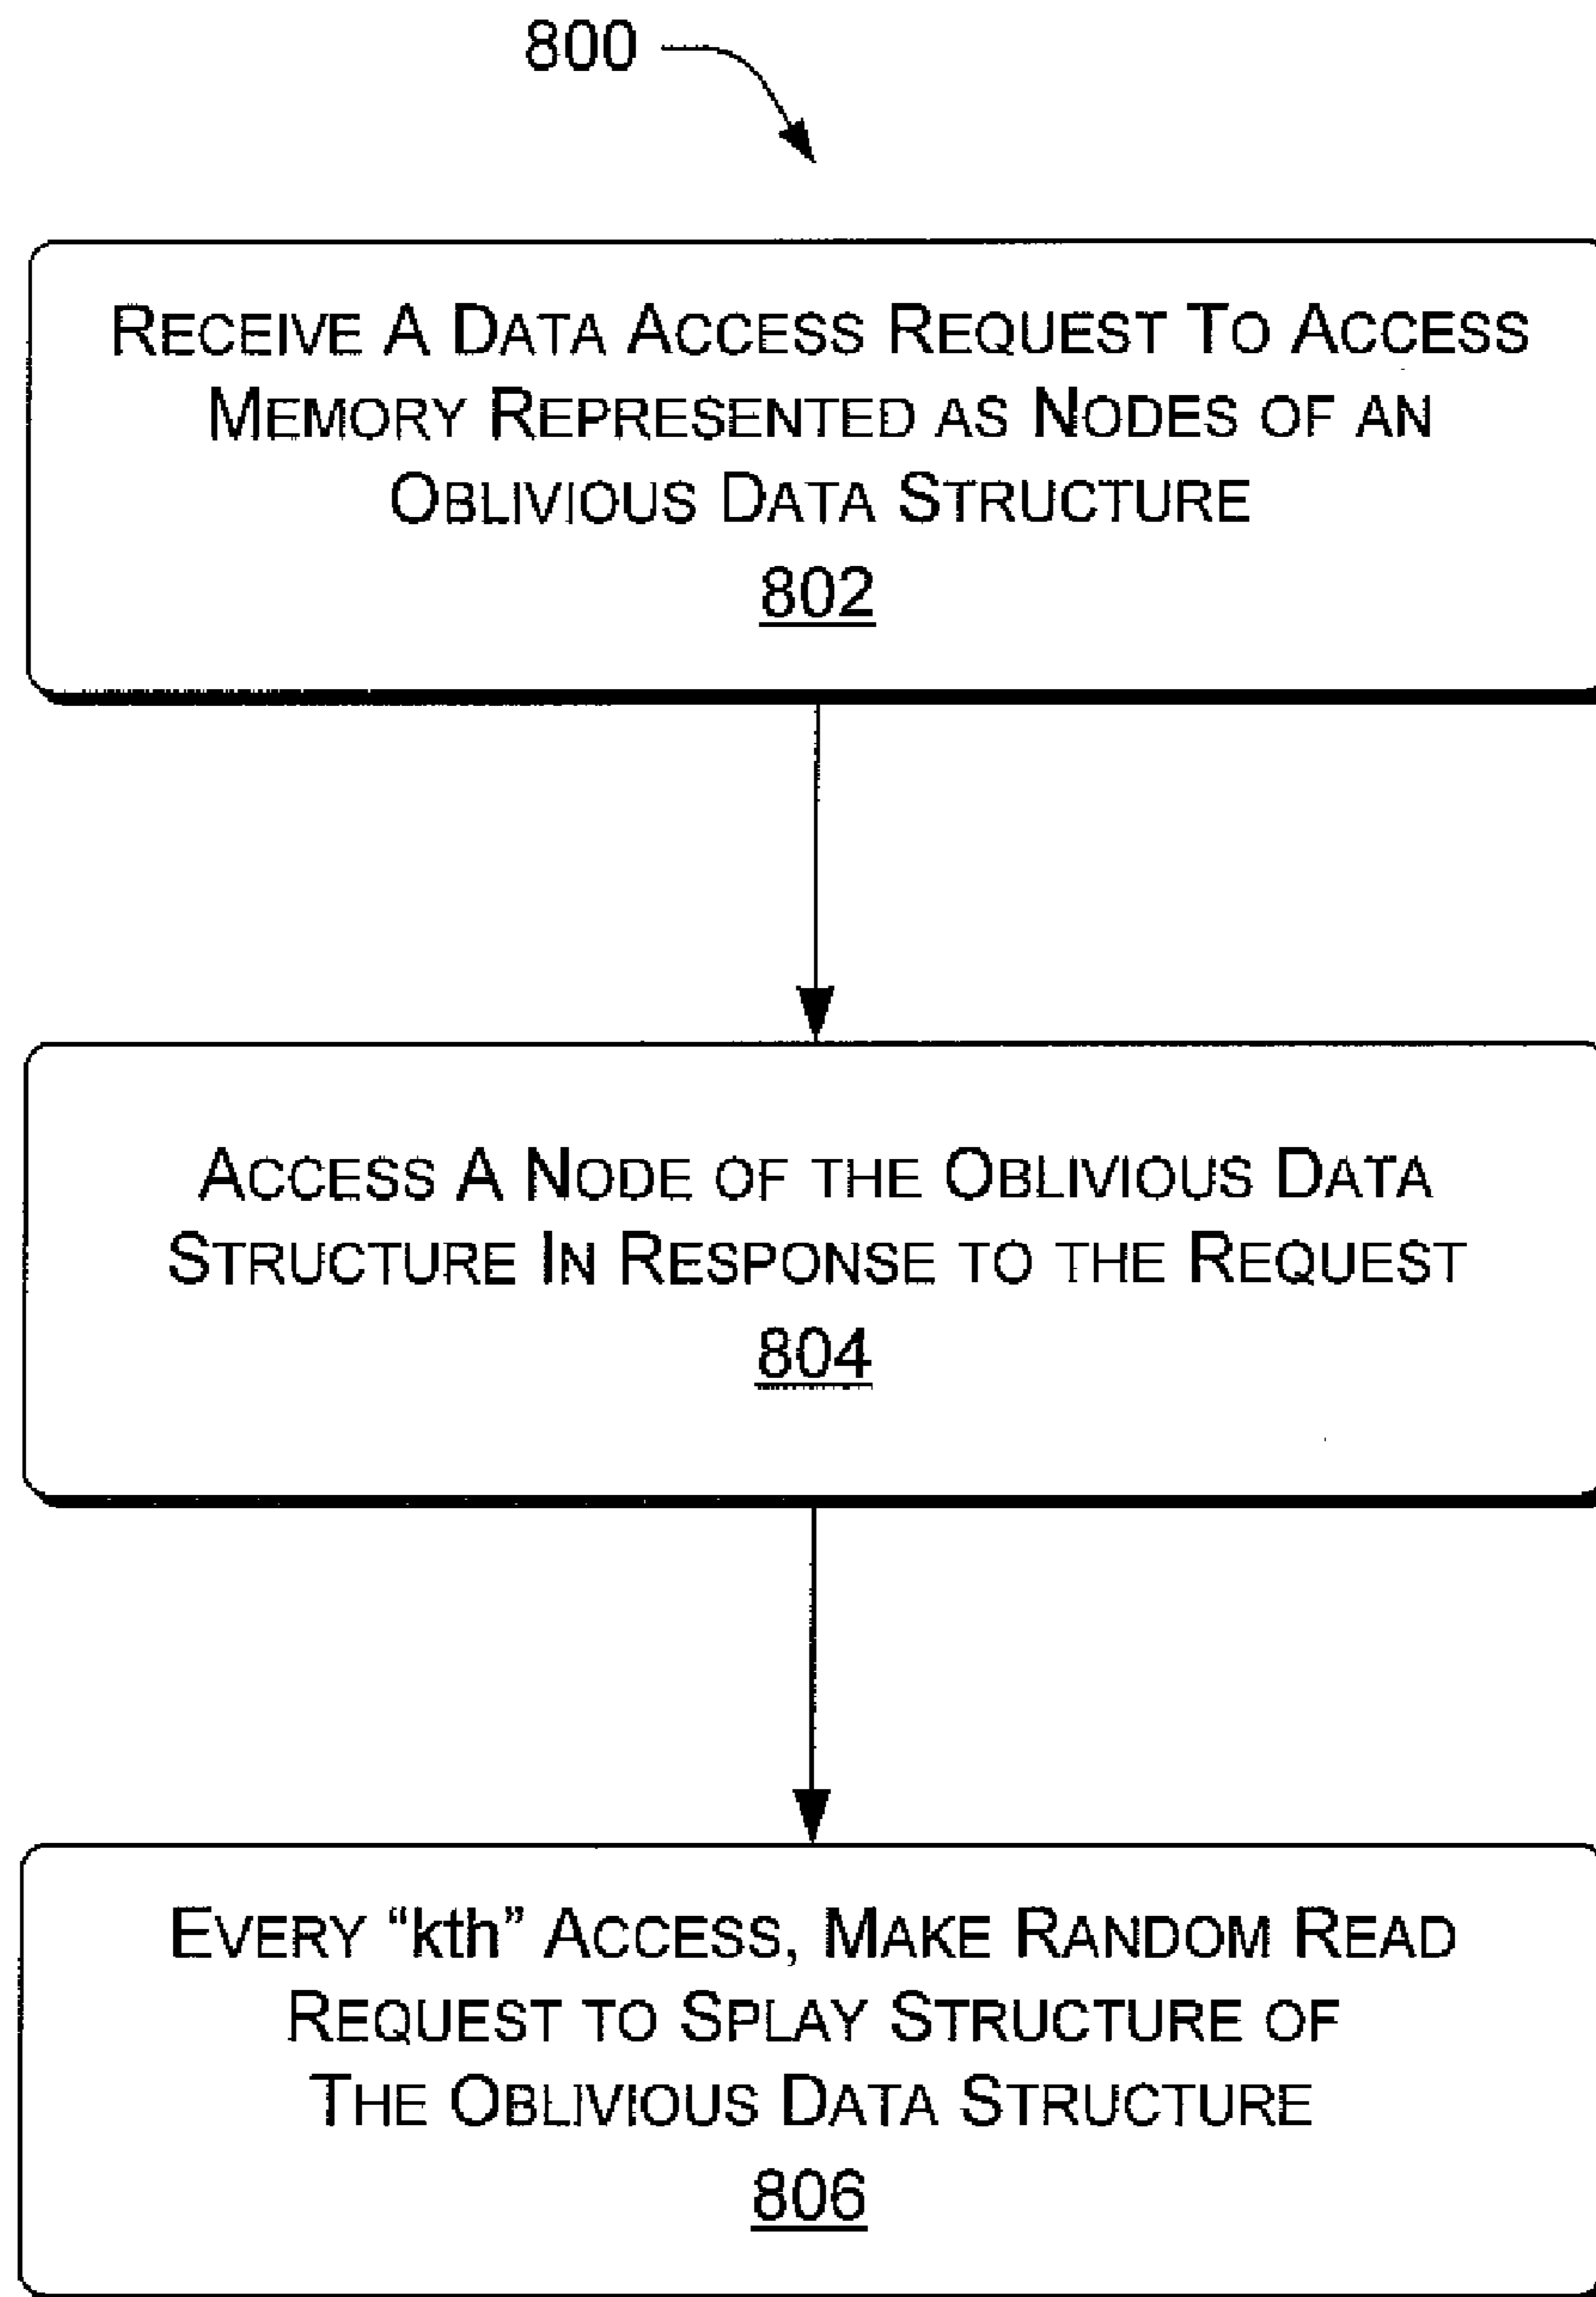 800
RECEIVE A DATA ACCESS REQUEST TO ACCESS
MEMORY REPRESENTED AS NODES OF AN
OBLIVIOUS DATA STRUCTURE
802
ACCESS A NODE OF THE OBLIVIOUS DATA
STRUCTURE IN RESPONSE TO THE REQUEST
804
EVERY “kth” ACCESS, MAKE RANDOM READ
REQUEST TO SPLAY STRUCTURE OF
THE OBLIVIOUS DATA STRUCTURE
806